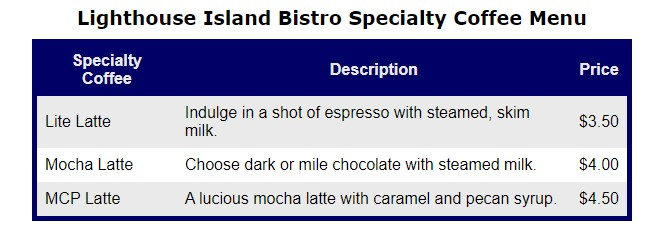 Lighthouse Island Bistro Specialty Coffee Menu
Specialty
Coffee
Description
Price
Lite Latte
Indulge in a shot of espresso with steamed, skim
milk.
$3.50
Mocha Latte
Choose dark or mile chocolate with steamed milk.
$4.00
MCP Latte
A lucious mocha latte with caramel and pecan syrup.
$4.50